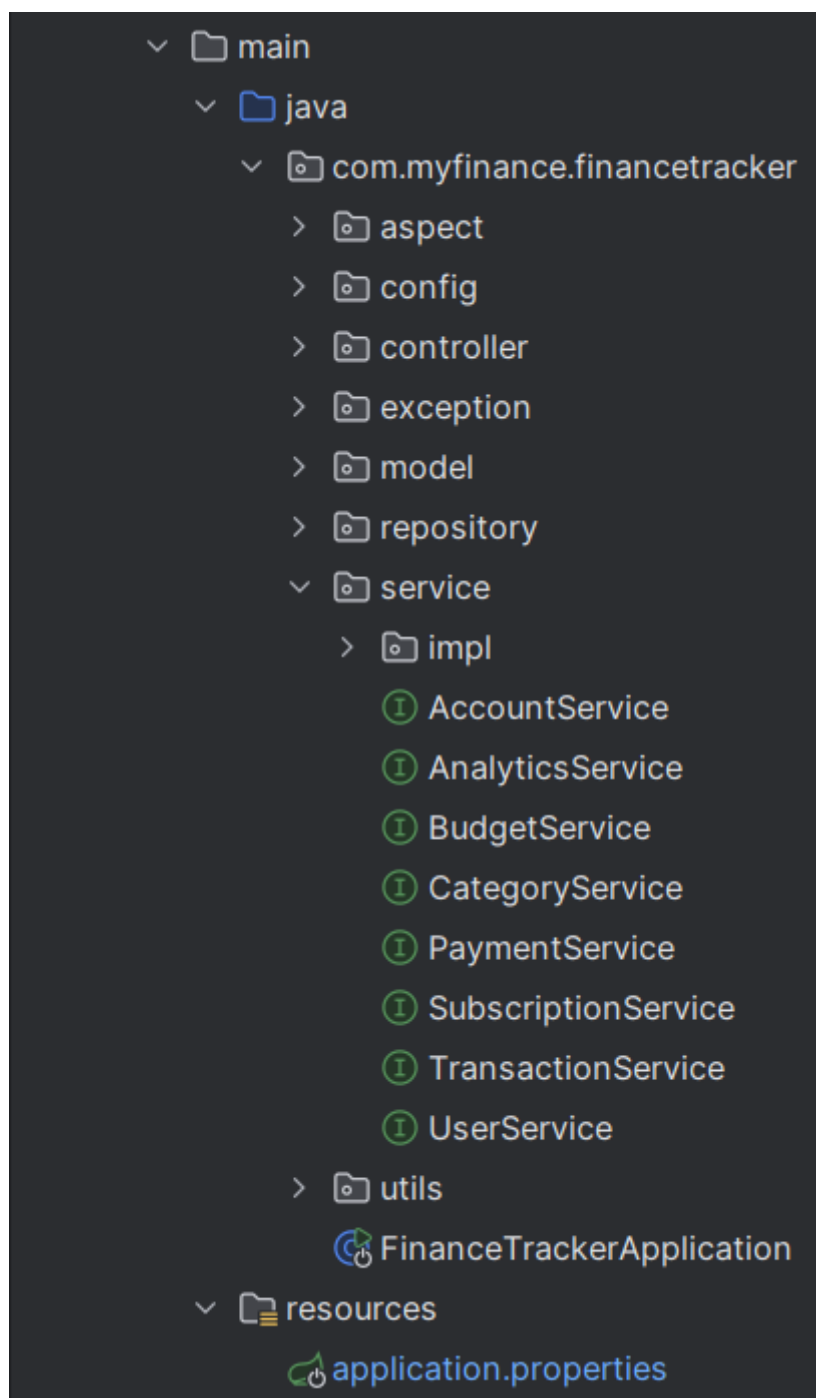 main
java
com.myfinance.financetracker
aspect
config
controller
exception
model
repository
service
impl
AccountService
AnalyticsService
BudgetService
CategoryService
PaymentService
SubscriptionService
TransactionService
UserService
utils
FinanceTrackerApplication
resources
application.properties